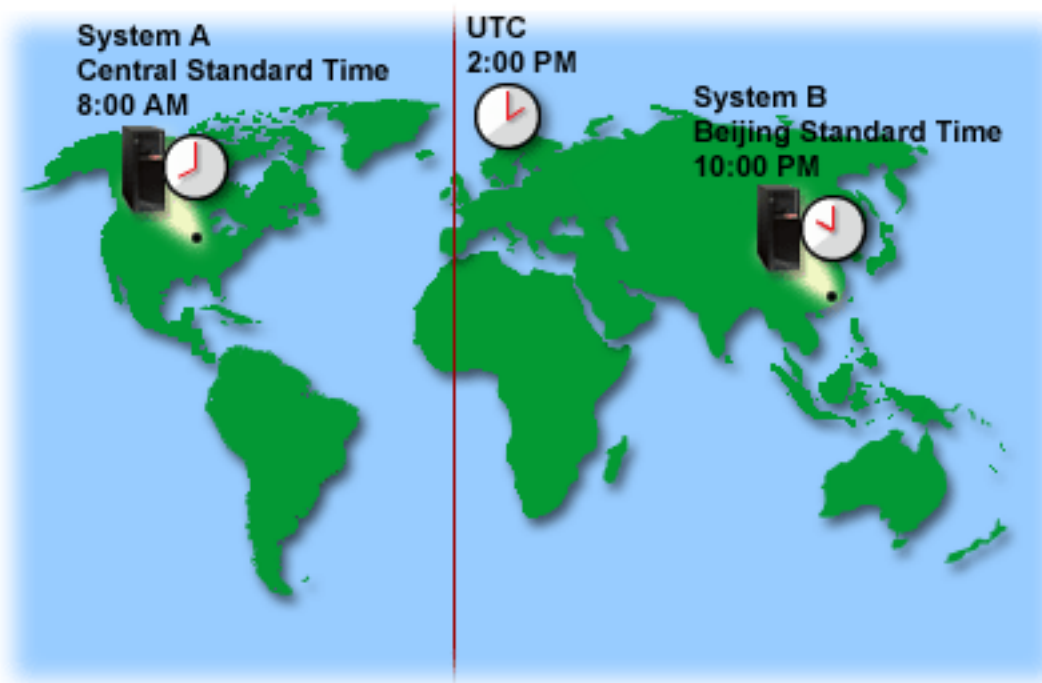 System A
Central Standard Time
8:00 AM
UTC
2:00 PM
System B
Beijing Standard Time
10:00 PM